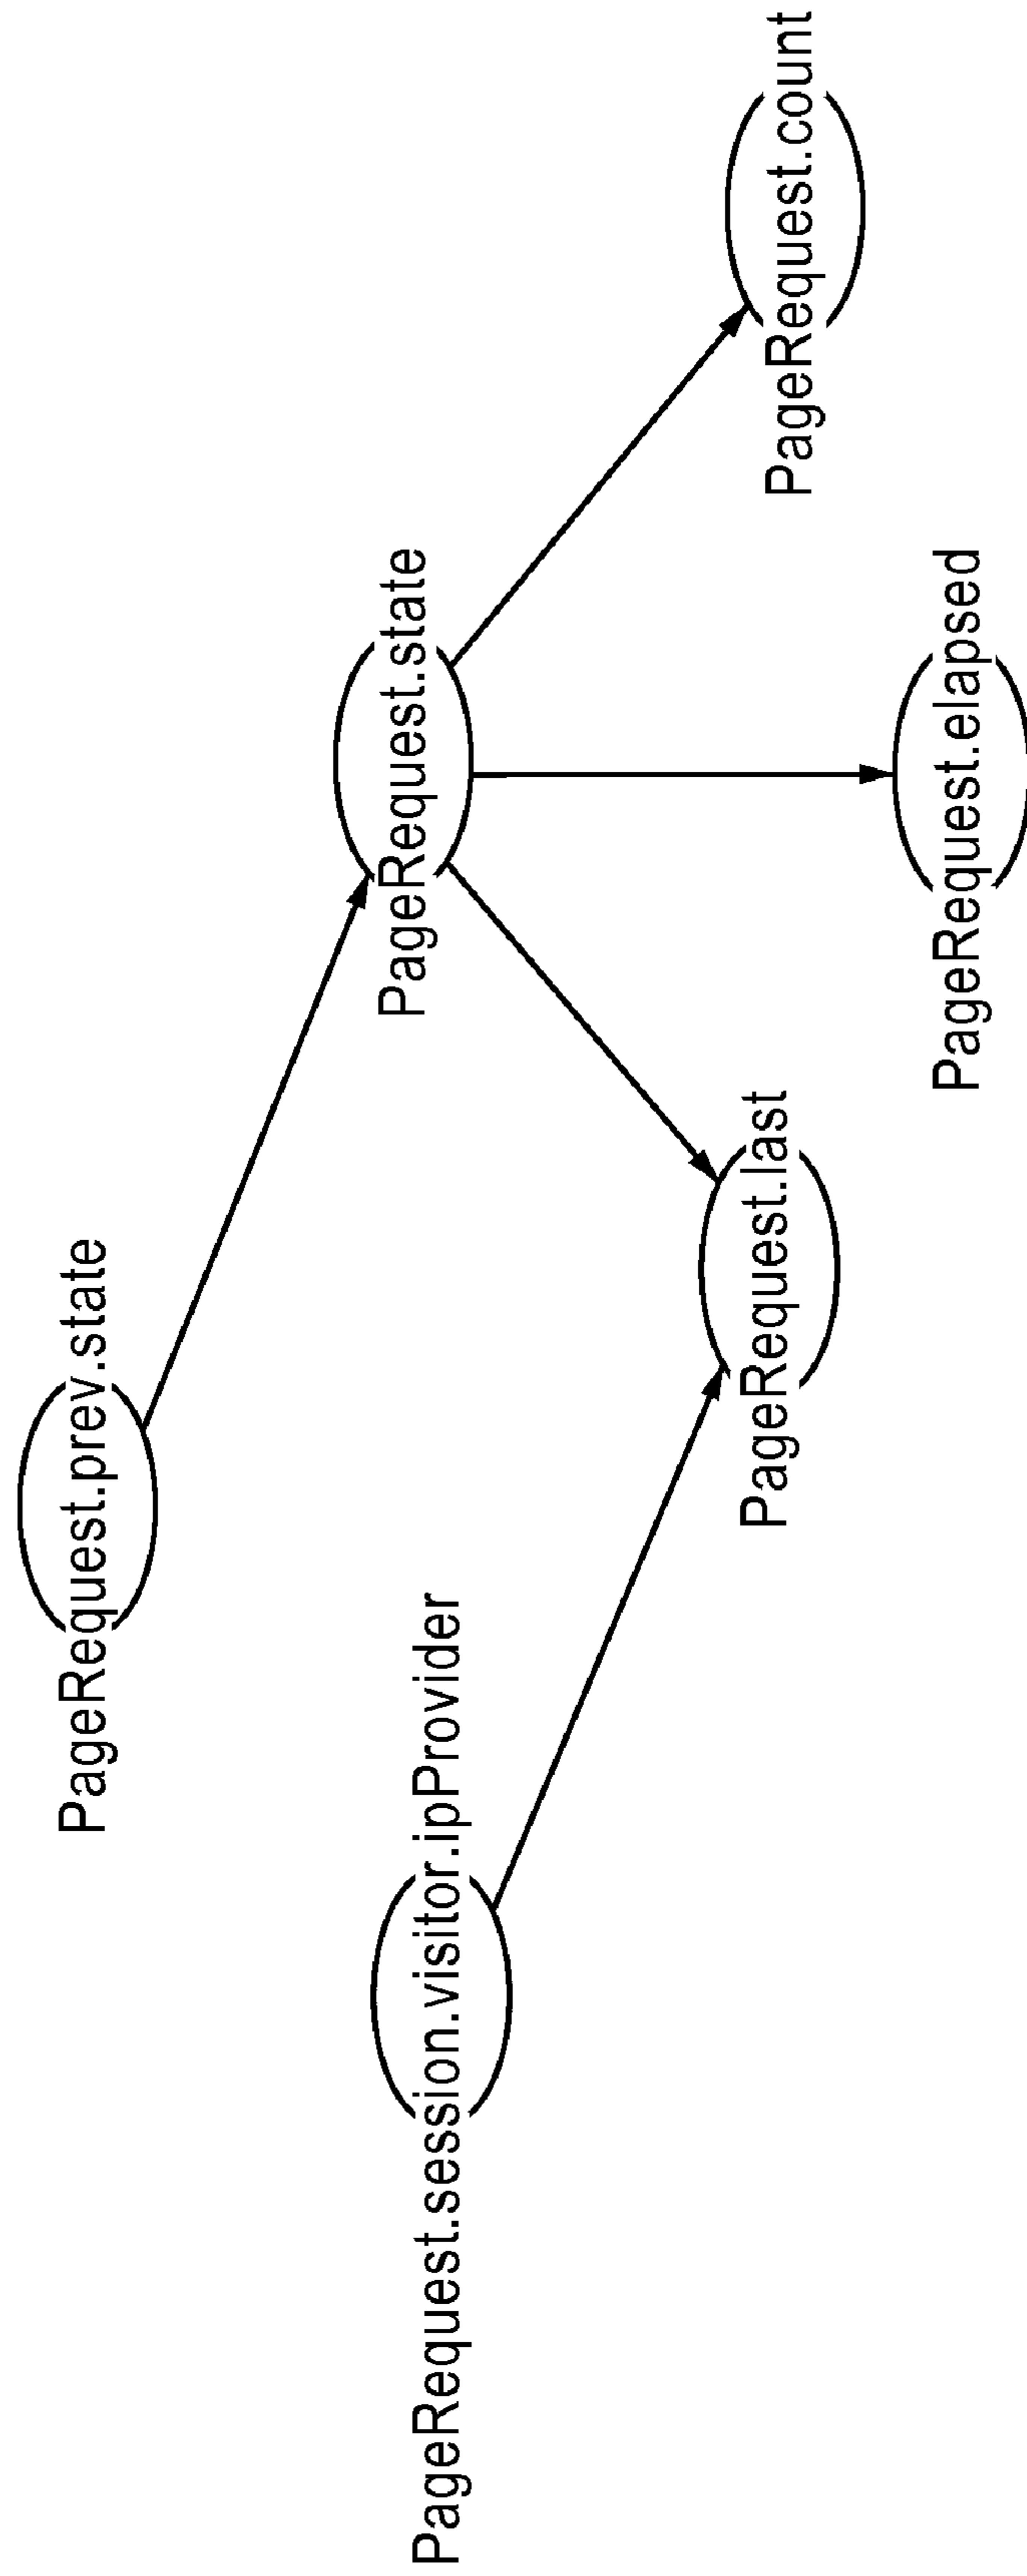 PageRequest.prev.state
PageRequest.session.visitor.ipProvider
PageRequest.state
PageRequest.last
PageRequest.count
PageRequest.elapsed